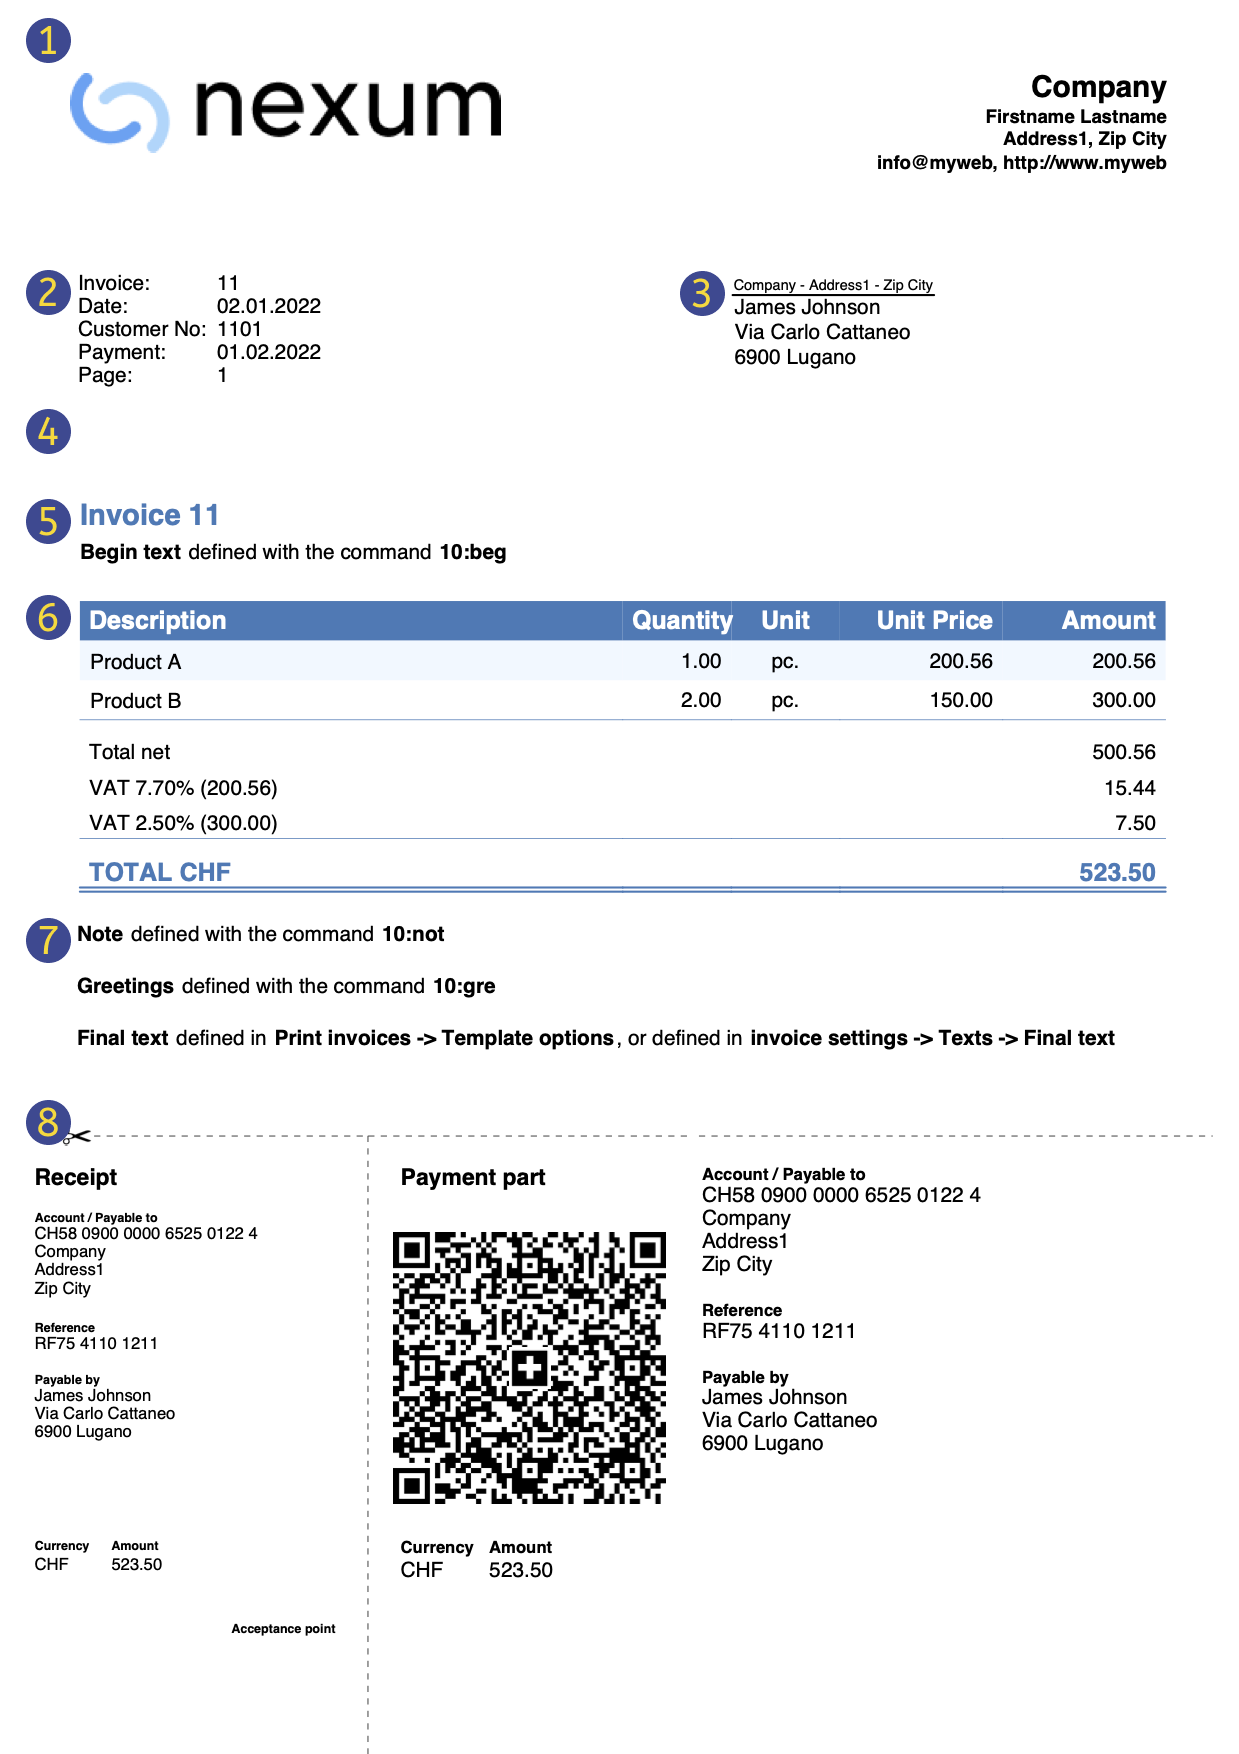 1
nexum
Company
Firstname Lastname
Address1, Zip City
info@myweb, http://www.myweb
2
Invoice: 11
Date: 02.01.2022
Customer No: 1101
Payment: 01.02.2022
Page: 1
3
Company - Address1 - Zip City
James Johnson
Via Carlo Cattaneo
6900 Lugano
4
5
Invoice 11
Begin text defined with the command 10:beg
6
Description Quantity Unit Unit Price Amount
Product A 1.00 pc. 200.56 200.56
Product B 2.00 pc. 150.00 300.00
Total net 500.56
VAT 7.70% (200.56) 15.44
VAT 2.50% (300.00) 7.50
TOTAL CHF 523.50
7
Note defined with the command 10:not
Greetings defined with the command 10:gre
Final text defined in Print invoices -> Template options, or defined in invoice settings -> Texts -> Final text
8
Receipt
Account / Payable to
CH58 0900 0000 6525 0122 4
Company
Address1
Zip City
Reference
RF75 4110 1211
Payable by
James Johnson
Via Carlo Cattaneo
6900 Lugano
Currency Amount
CHF 523.50
Acceptance point
Payment part
Currency Amount
CHF 523.50
Account / Payable to
CH58 0900 0000 6525 0122 4
Company
Address1
Zip City
Reference
RF75 4110 1211
Payable by
James Johnson
Via Carlo Cattaneo
6900 Lugano